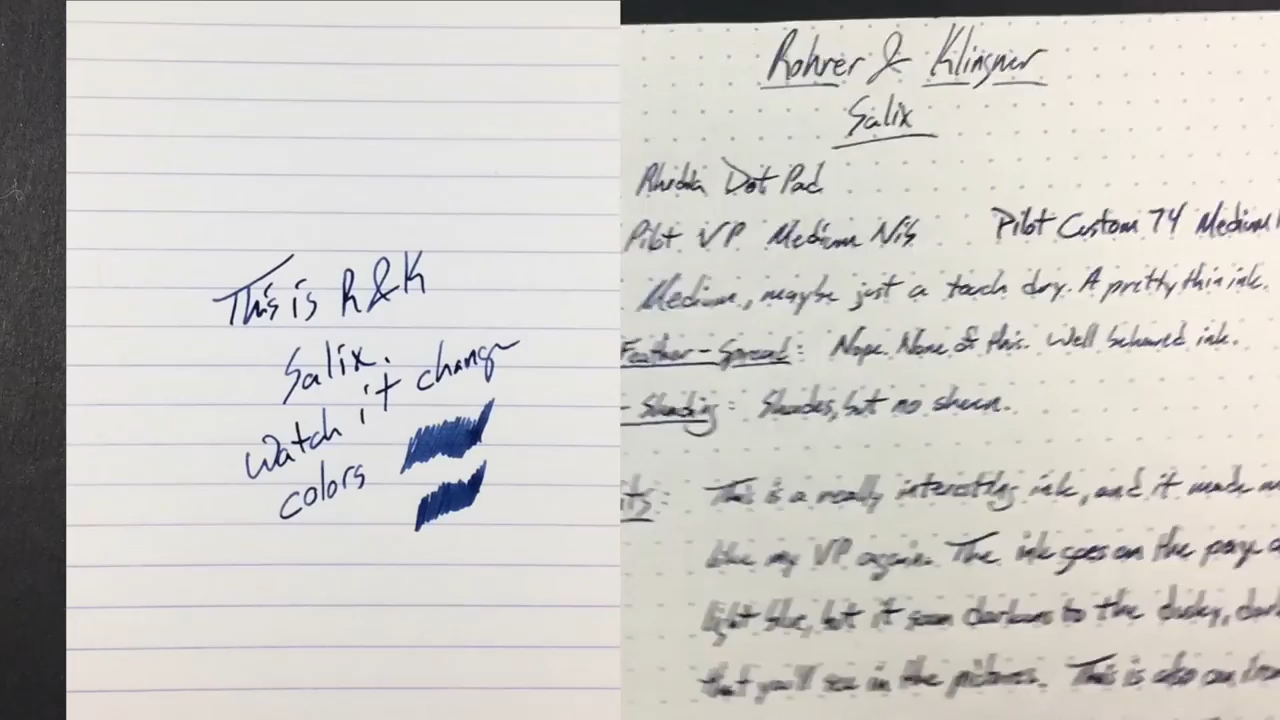 This is R&K
Salix.
Watch it change
colors
Rohrer & Klingner
Salix
Rhodia Dot Pad
Pilot VP Medium Nib Pilot Custom 74 Medium
Medium, maybe just a touch dry. A pretty thin ink.
Feather-Spread: Nope. None of this. Well behaved ink.
- Shading: Shades, but no sheen.
This is a really interesting ink, and it made
my VP again. The ink goes on the page
light blue, but it soon darkens to the dusky,
that you'll see in the pictures. This is also an